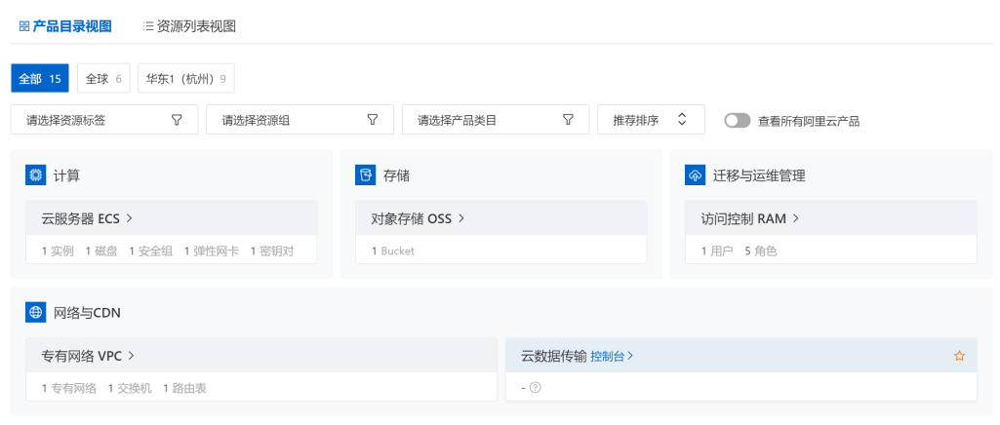 产品目录视图 资源列表视图
全部 15 全球 6 华东1（杭州）9
请选择资源标签 请选择资源组 请选择产品类目 推荐排序 查看所有阿里云产品
计算
云服务器 ECS >
1 实例 1 磁盘 1 安全组 1 弹性网卡 1 密钥对
存储
对象存储 OSS >
1 Bucket
迁移与运维管理
访问控制 RAM >
1 用户 5 角色
网络与CDN
专有网络 VPC >
1 专有网络 1 交换机 1 路由表
云数据传输 控制台 >
- ?